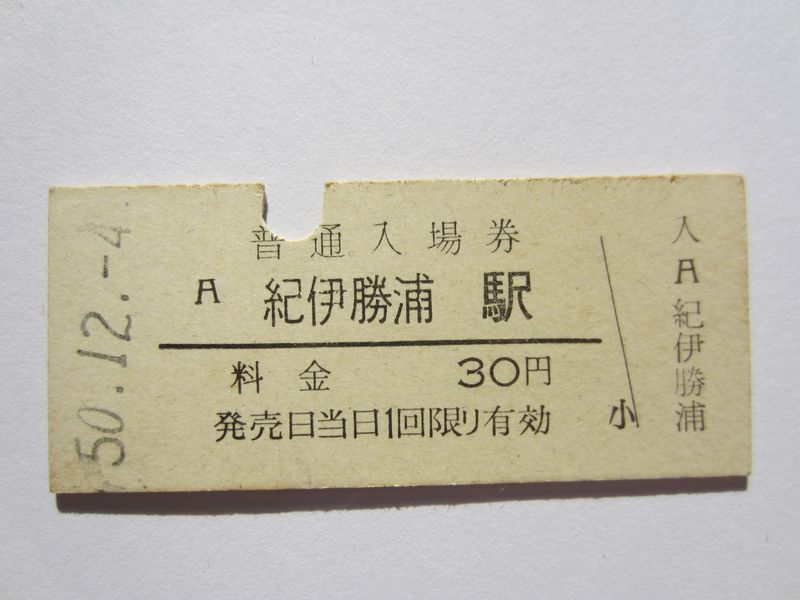 普通入場券
A 紀伊勝浦 駅
料金 30円
発売日当日1回限り有効
小
入
A
紀伊勝浦
50.12.-4